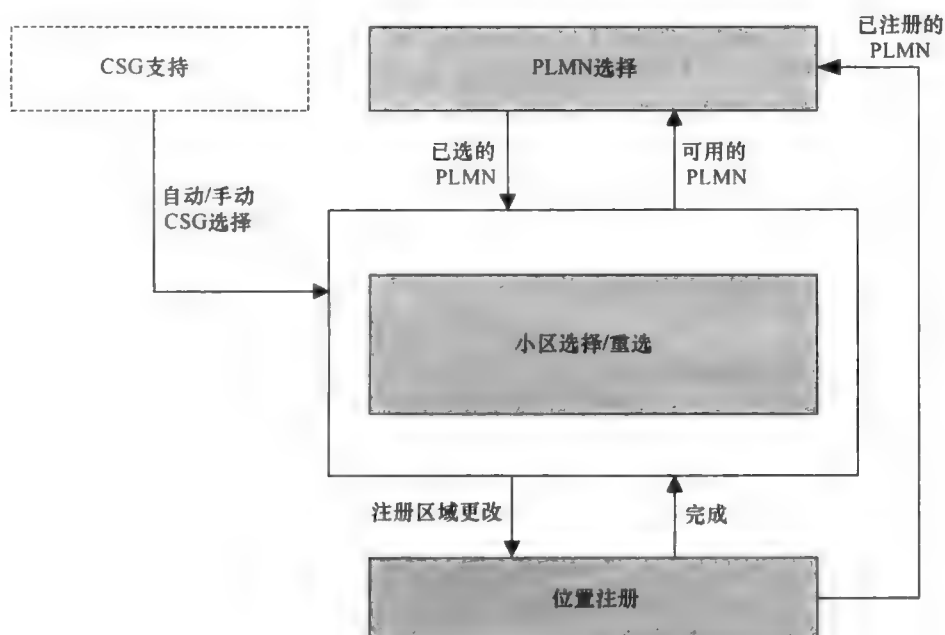 已注册的
PLMN
CSG支持
PLMN选择
已选的
PLMN
可用的
PLMN
自动/手动
CSG选择
小区选择/重选
注册区域更改
完成
位置注册